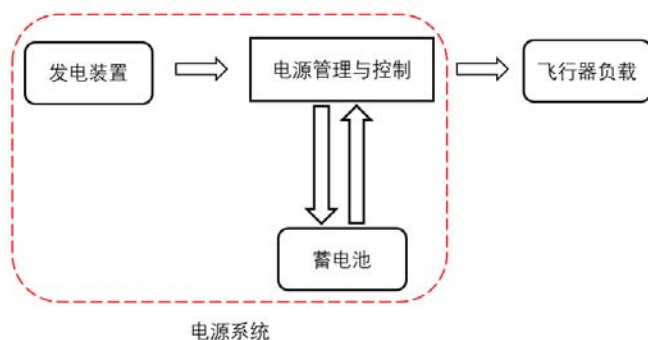 发电装置
电源管理与控制
飞行器负载
蓄电池
电源系统